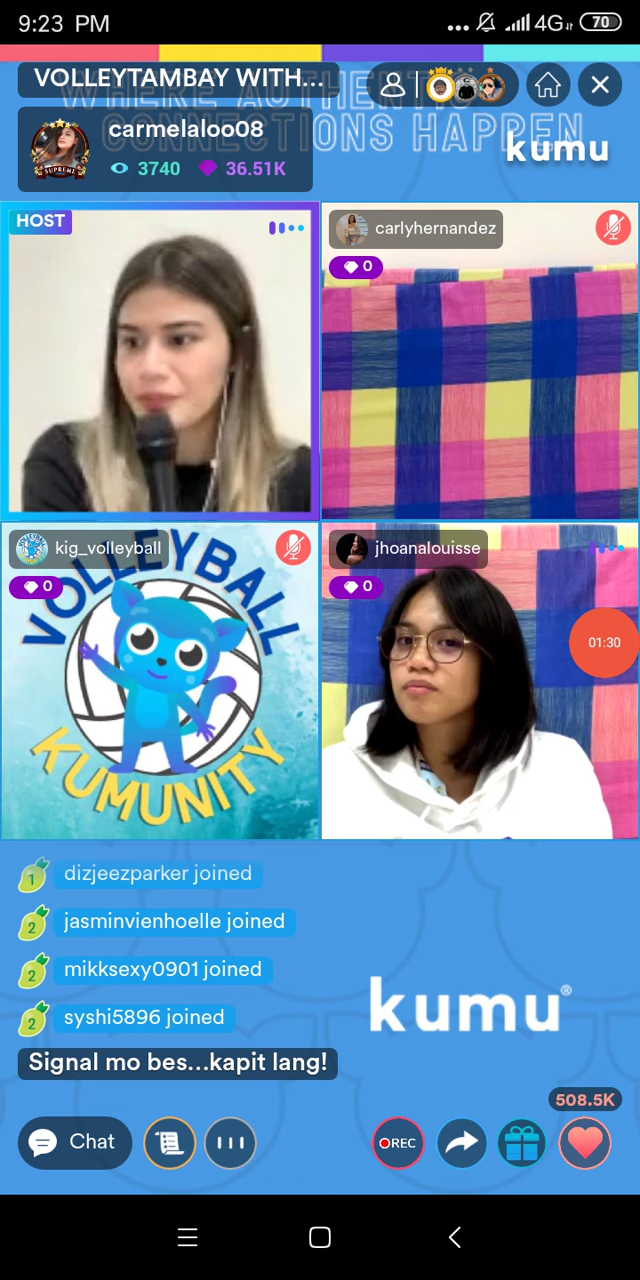 9:23 PM
4G
70
WHERE AUTHENTIC
CONNECTIONS HAPPEN
VOLLEYTAMBAY WITH...
carmelaloo08
SUPREME
3740
36.51K
kumu
HOST
carlyhernandez
0
kig_volleyball
0
VOLLEYBALL
KUMUNITY
jhoanalouisse
0
01:30
1 dizjeezparker joined
2 jasminvienhoelle joined
2 mikksexy0901 joined
2 syshi5896 joined
kumu®
Signal mo bes...kapit lang!
508.5K
Chat
REC